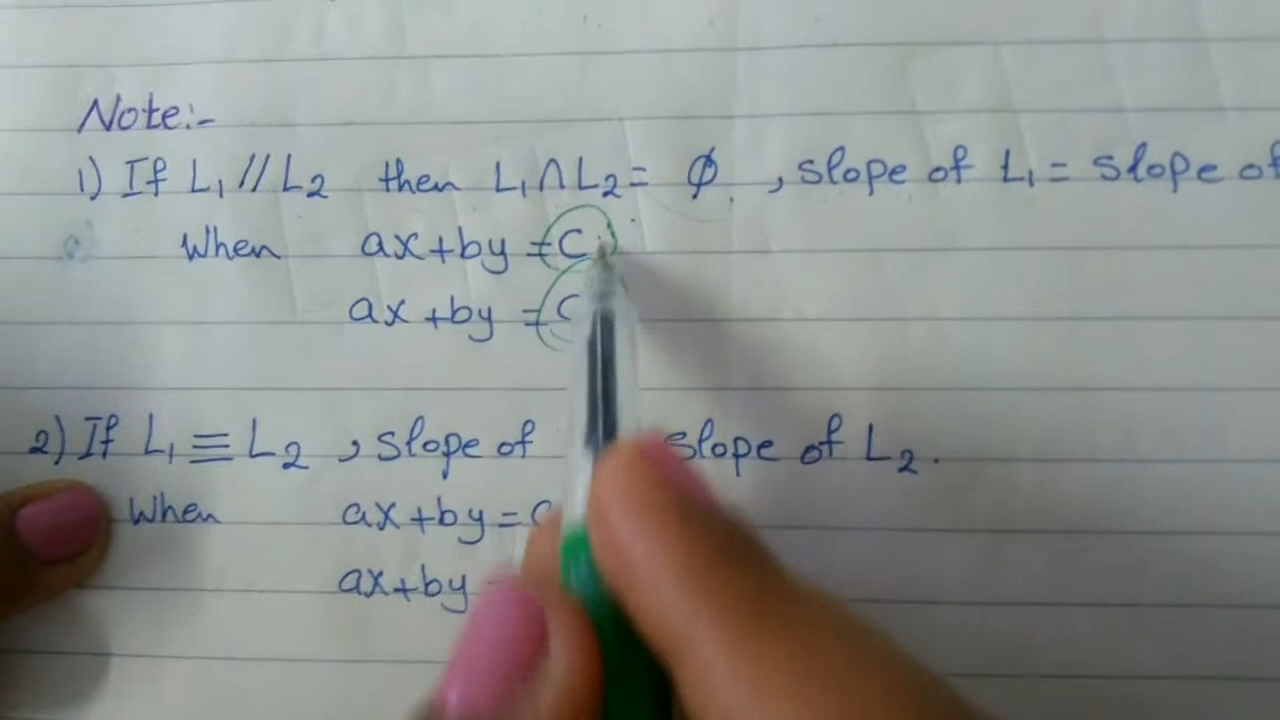 Note:-
1) If L₁ // L₂ then L₁ ∩ L₂ = ∅ , slope of L₁ = slope of
When ax + by = C
ax + by = C
2) If L₁ ≡ L₂ , slope of slope of L₂.
When ax + by = C
ax + by